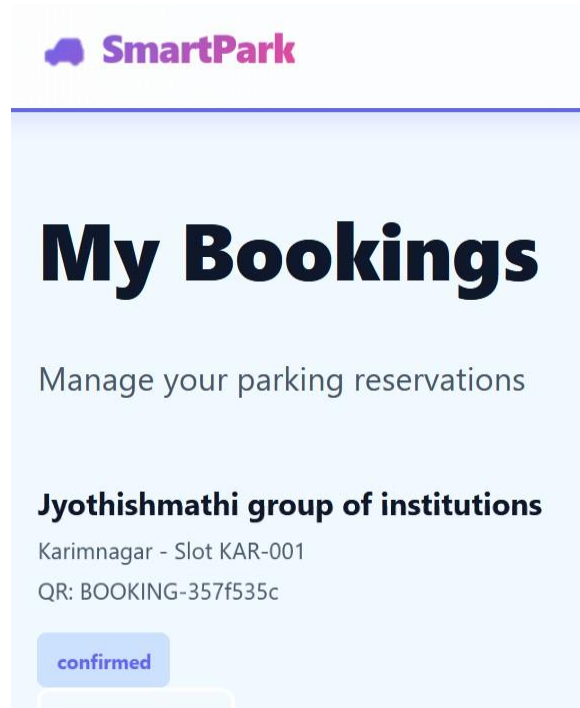 SmartPark
My Bookings
Manage your parking reservations
Jyothishmathi group of institutions
Karimnagar - Slot KAR-001
QR: BOOKING-357f535c
confirmed